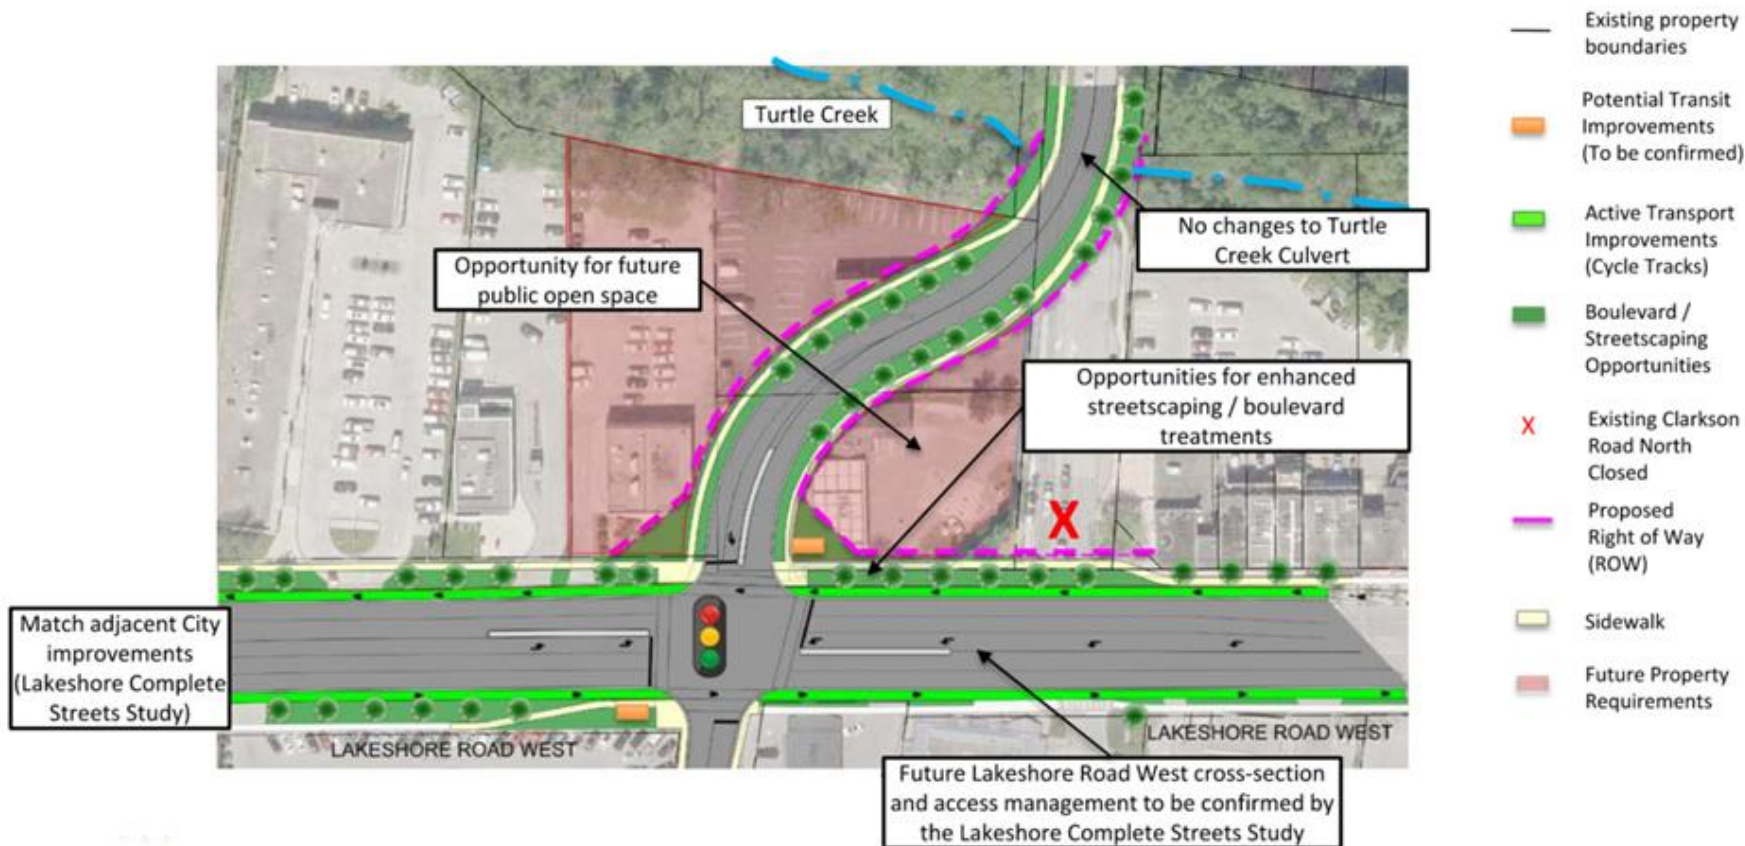 Turtle Creek
No changes to Turtle
Creek Culvert
Opportunity for future
public open space
Opportunities for enhanced
streetscaping / boulevard
treatments
X
Match adjacent City
improvements
(Lakeshore Complete
Streets Study)
LAKESHORE ROAD WEST
LAKESHORE ROAD WEST
Future Lakeshore Road West cross-section
and access management to be confirmed by
the Lakeshore Complete Streets Study
Existing property
boundaries
Potential Transit
Improvements
(To be confirmed)
Active Transport
Improvements
(Cycle Tracks)
Boulevard /
Streetscaping
Opportunities
X
Existing Clarkson
Road North
Closed
Proposed
Right of Way
(ROW)
Sidewalk
Future Property
Requirements